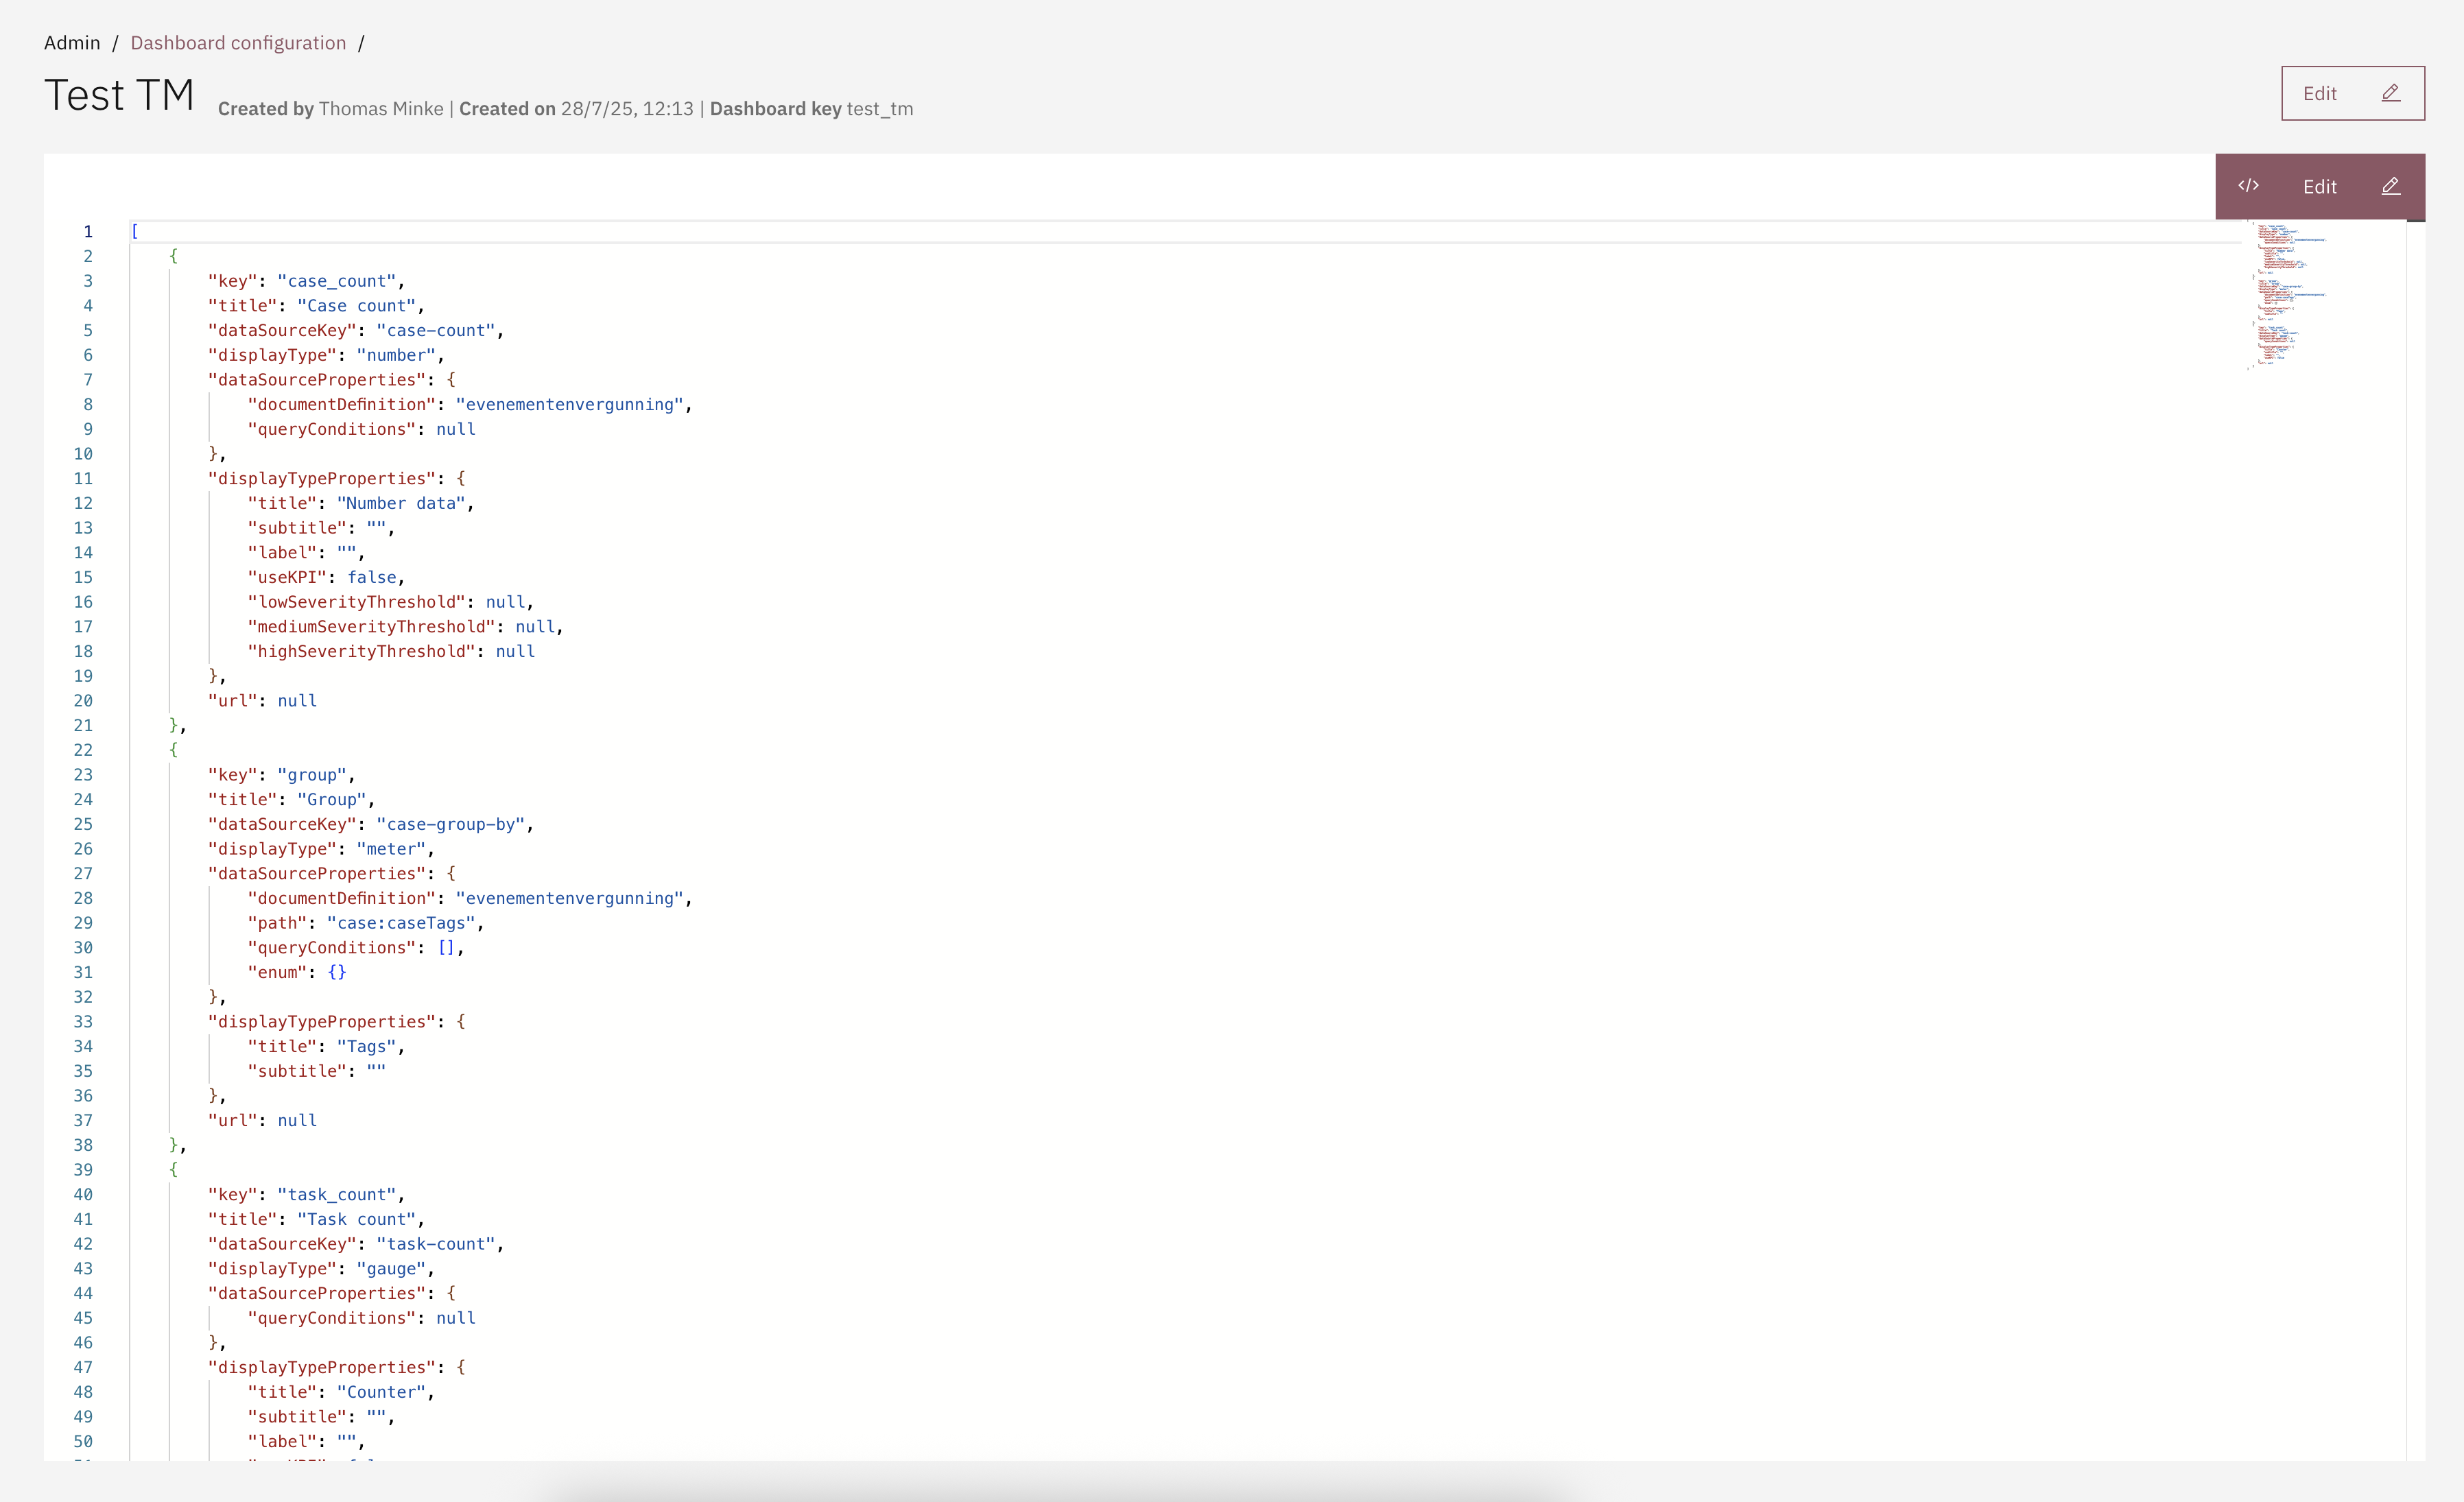 Admin / Dashboard configuration /
Test TM Created by Thomas Minke | Created on 28/7/25, 12:13 | Dashboard key test_tm
Edit
</> Edit
1 [
2 {
3 "key": "case_count",
4 "title": "Case count",
5 "dataSourceKey": "case-count",
6 "displayType": "number",
7 "dataSourceProperties": {
8 "documentDefinition": "evenementenvergunning",
9 "queryConditions": null
10 },
11 "displayTypeProperties": {
12 "title": "Number data",
13 "subtitle": "",
14 "label": "",
15 "useKPI": false,
16 "lowSeverityThreshold": null,
17 "mediumSeverityThreshold": null,
18 "highSeverityThreshold": null
19 },
20 "url": null
21 },
22 {
23 "key": "group",
24 "title": "Group",
25 "dataSourceKey": "case-group-by",
26 "displayType": "meter",
27 "dataSourceProperties": {
28 "documentDefinition": "evenementenvergunning",
29 "path": "case:caseTags",
30 "queryConditions": [],
31 "enum": {}
32 },
33 "displayTypeProperties": {
34 "title": "Tags",
35 "subtitle": ""
36 },
37 "url": null
38 },
39 {
40 "key": "task_count",
41 "title": "Task count",
42 "dataSourceKey": "task-count",
43 "displayType": "gauge",
44 "dataSourceProperties": {
45 "queryConditions": null
46 },
47 "displayTypeProperties": {
48 "title": "Counter",
49 "subtitle": "",
50 "label": "",